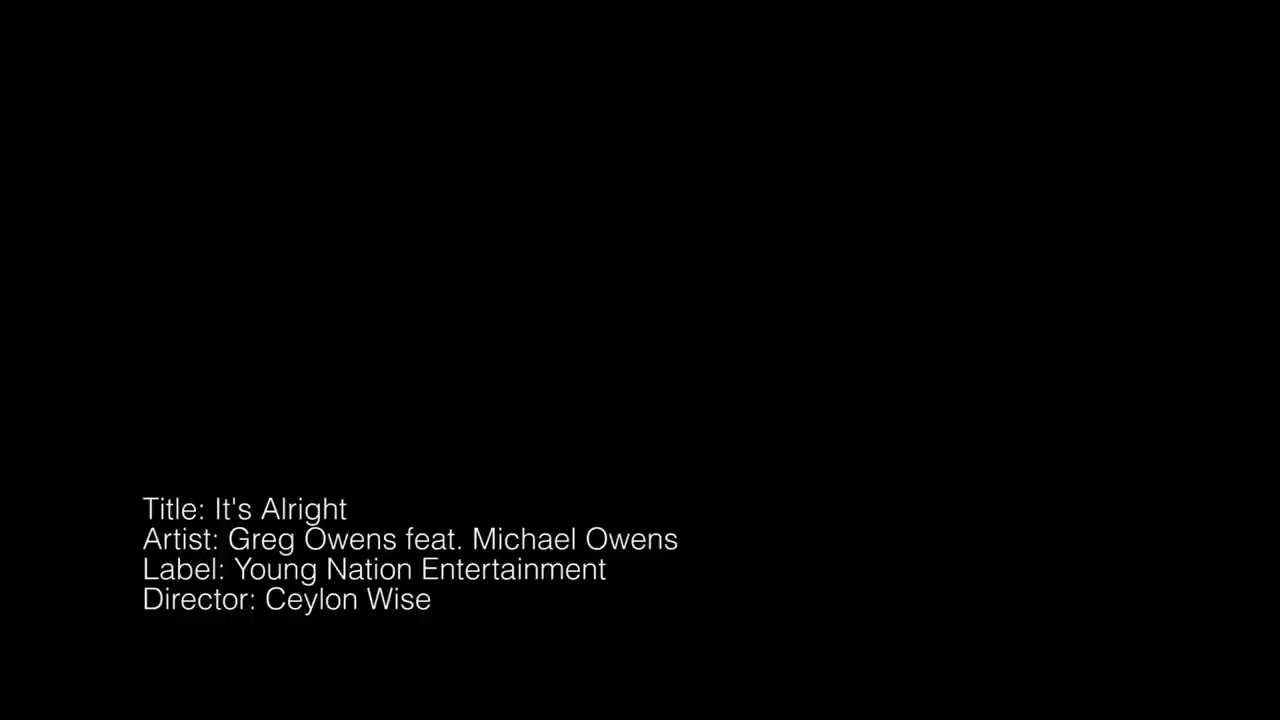 Title: It's Alright
Artist: Greg Owens feat. Michael Owens
Label: Young Nation Entertainment
Director: Ceylon Wise